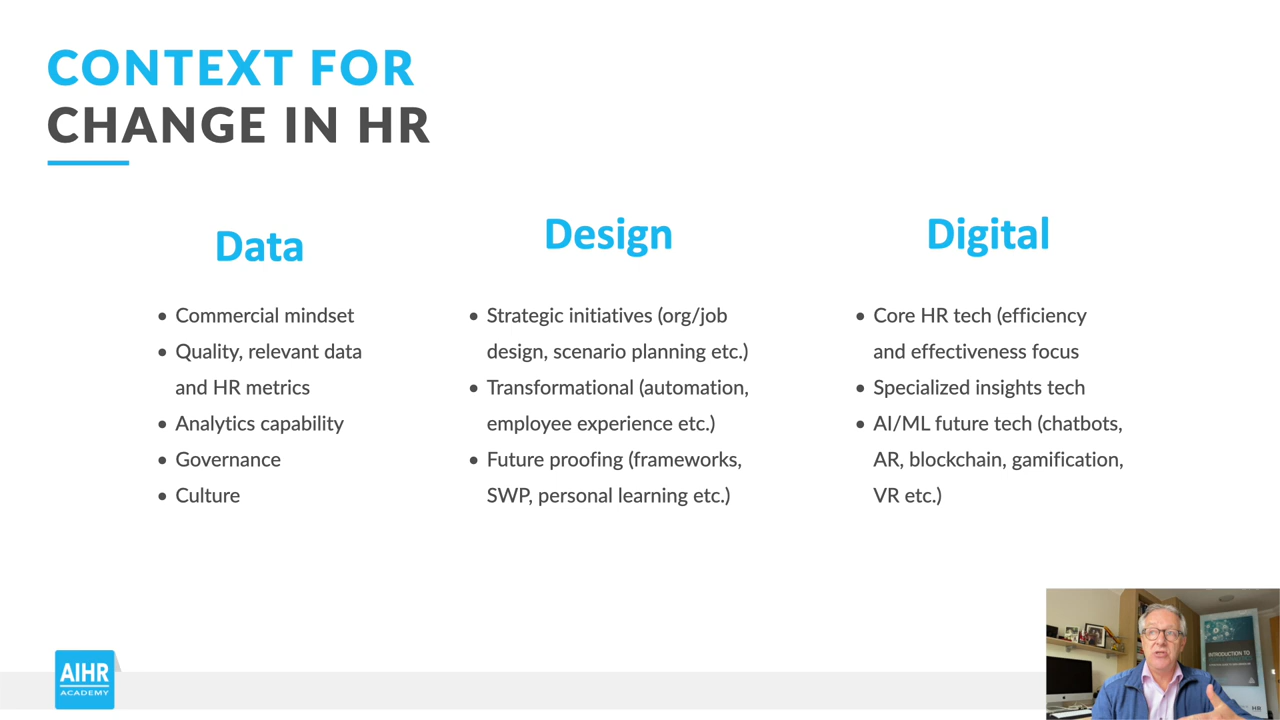 CONTEXT FOR
CHANGE IN HR
Data
• Commercial mindset
• Quality, relevant data
and HR metrics
• Analytics capability
• Governance
• Culture
Design
• Strategic initiatives (org/job
design, scenario planning etc.)
• Transformational (automation,
employee experience etc.)
• Future proofing (frameworks,
SWP, personal learning etc.)
Digital
• Core HR tech (efficiency
and effectiveness focus
• Specialized insights tech
• AI/ML future tech (chatbots,
AR, blockchain, gamification,
VR etc.)
AIHR
ACADEMY
INTRODUCTION TO
HR